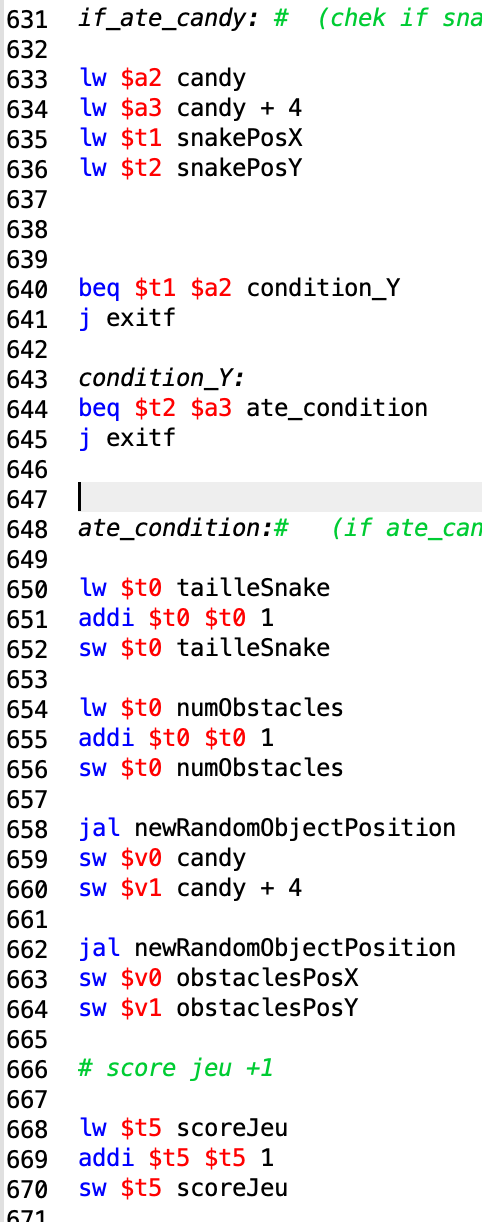 631 if_ate_candy: # (chek if sna
632
633 lw $a2 candy
634 lw $a3 candy + 4
635 lw $t1 snakePosX
636 lw $t2 snakePosY
637
638
639
640 beq $t1 $a2 condition_Y
641 j exitf
642
643 condition_Y:
644 beq $t2 $a3 ate_condition
645 j exitf
646
647
648 ate_condition:# (if ate_can
649
650 lw $t0 tailleSnake
651 addi $t0 $t0 1
652 sw $t0 tailleSnake
653
654 lw $t0 numObstacles
655 addi $t0 $t0 1
656 sw $t0 numObstacles
657
658 jal newRandomObjectPosition
659 sw $v0 candy
660 sw $v1 candy + 4
661
662 jal newRandomObjectPosition
663 sw $v0 obstaclesPosX
664 sw $v1 obstaclesPosY
665
666 # score jeu +1
667
668 lw $t5 scoreJeu
669 addi $t5 $t5 1
670 sw $t5 scoreJeu
671